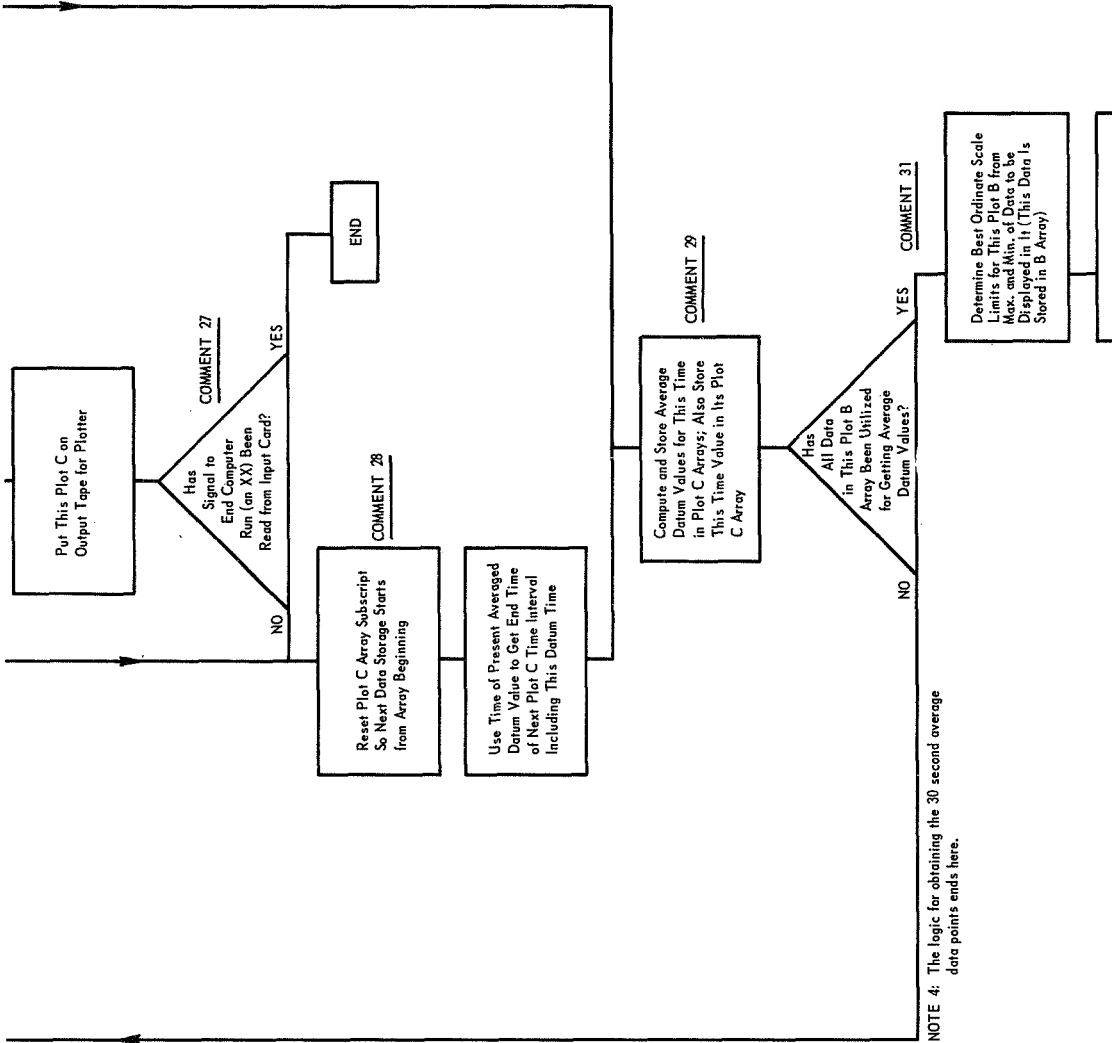 Put This Plot C on
Output Tape for Plotter
COMMENT 27
Has
Signal to
End Computer
Run (an XX) Been
Read from Input Card?
NO
YES
END
COMMENT 28
Reset Plot C Array Subscript
So Next Data Storage Starts
from Array Beginning
Use Time of Present Averaged
Datum Value to Get End Time
of Next Plot C Time Interval
Including This Datum Time
COMMENT 29
Compute and Store Average
Datum Values for This Time
in Plot C Arrays; Also Store
This Time Value in Its Plot
C Array
Has
All Data
in This Plot B
Array Been Utilized
for Getting Average
Datum Values?
NO
YES
COMMENT 31
NOTE 4: The logic for obtaining the 30 second average
data points ends here.
Determine Best Ordinate Scale
Limits for This Plot B from
Max. and Min. of Data to be
Displayed in It (This Data Is
Stored in B Array)